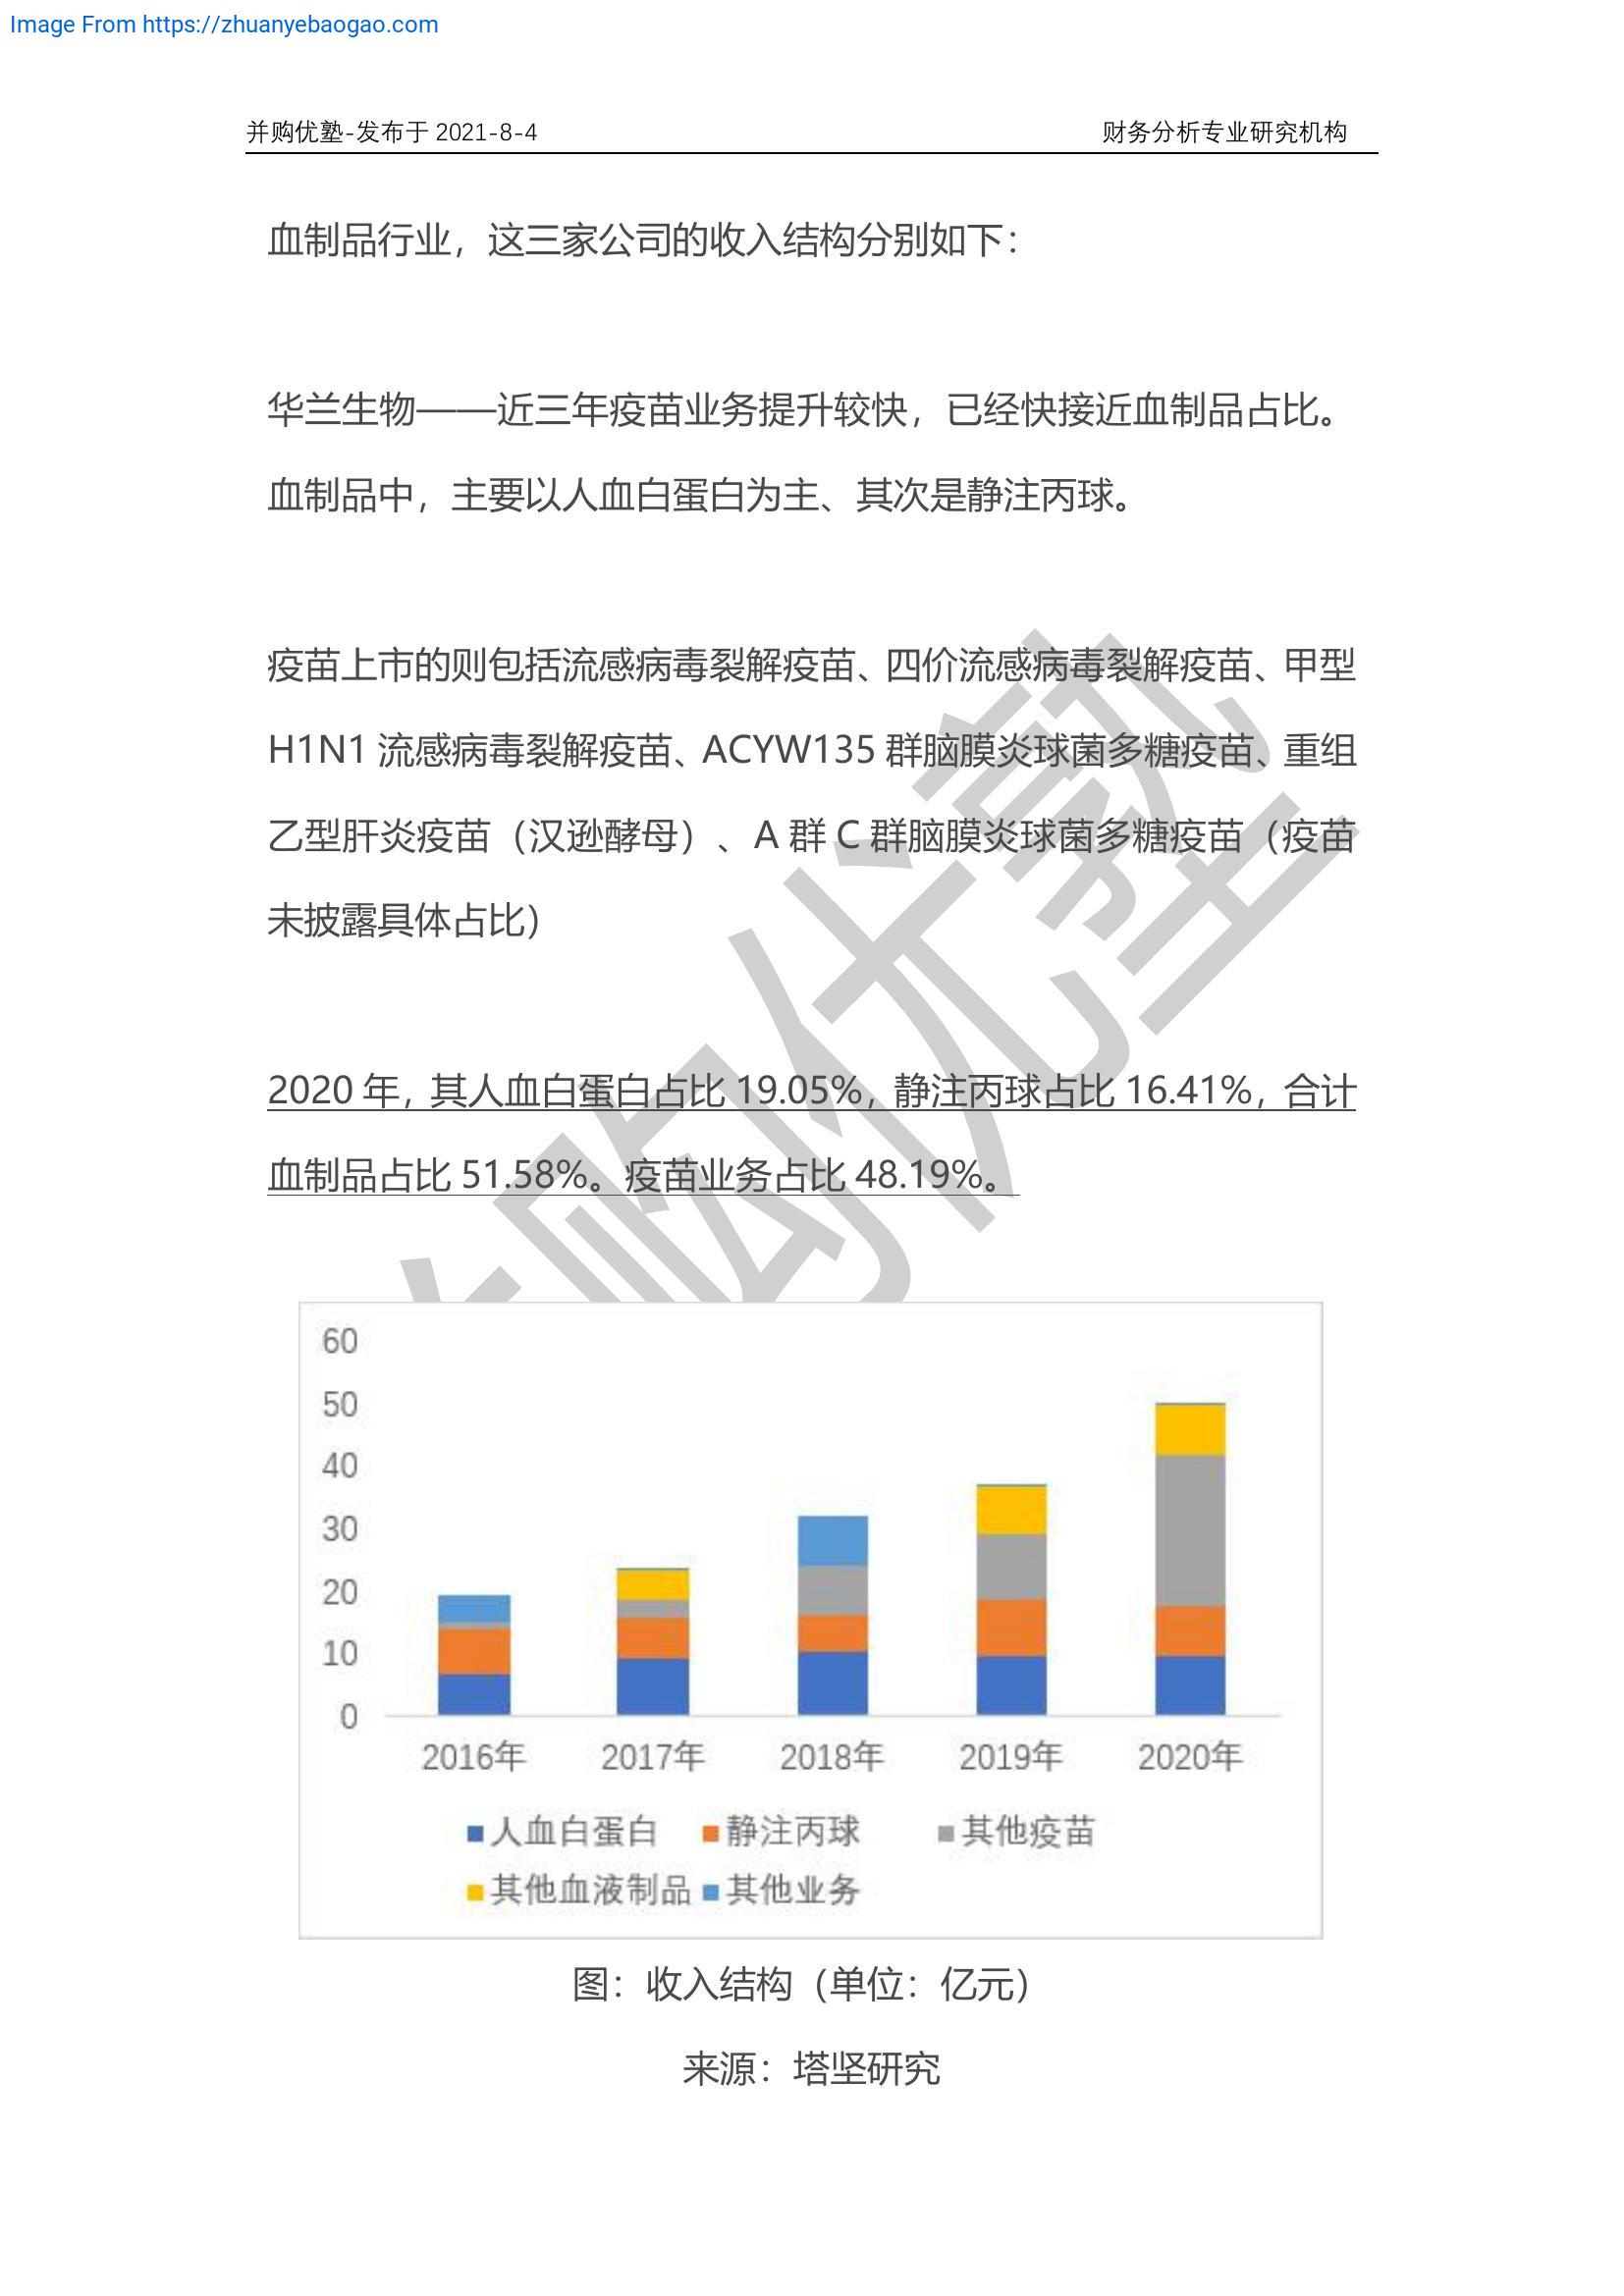 Image From https://zhuanyebaogao.com
并购优塾-发布于 2021-8-4 财务分析专业研究机构
血制品行业，这三家公司的收入结构分别如下：
华兰生物——近三年疫苗业务提升较快，已经快接近血制品占比。
血制品中，主要以人血白蛋白为主、其次是静注丙球。
疫苗上市的则包括流感病毒裂解疫苗、四价流感病毒裂解疫苗、甲型
H1N1 流感病毒裂解疫苗、ACYW135 群脑膜炎球菌多糖疫苗、重组
乙型肝炎疫苗（汉逊酵母）、A 群 C 群脑膜炎球菌多糖疫苗（疫苗
未披露具体占比）
2020 年，其人血白蛋白占比 19.05%，静注丙球占比 16.41%，合计
血制品占比 51.58%。疫苗业务占比 48.19%。
购优塾
60
50
40
30
20
10
0
2016年 2017年 2018年 2019年 2020年
人血白蛋白 静注丙球 其他疫苗
其他血液制品 其他业务
图：收入结构（单位：亿元）
来源：塔坚研究